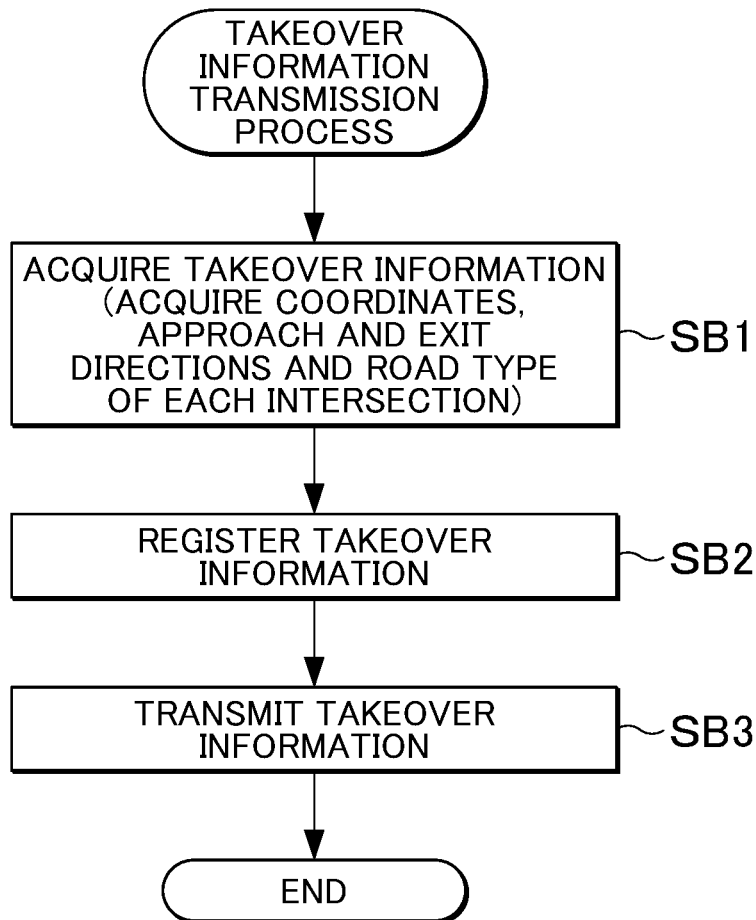 TAKEOVER
INFORMATION
TRANSMISSION
PROCESS
ACQUIRE TAKEOVER INFORMATION
(ACQUIRE COORDINATES,
APPROACH AND EXIT
DIRECTIONS AND ROAD TYPE
OF EACH INTERSECTION)
SB1
REGISTER TAKEOVER
INFORMATION
SB2
TRANSMIT TAKEOVER
INFORMATION
SB3
END